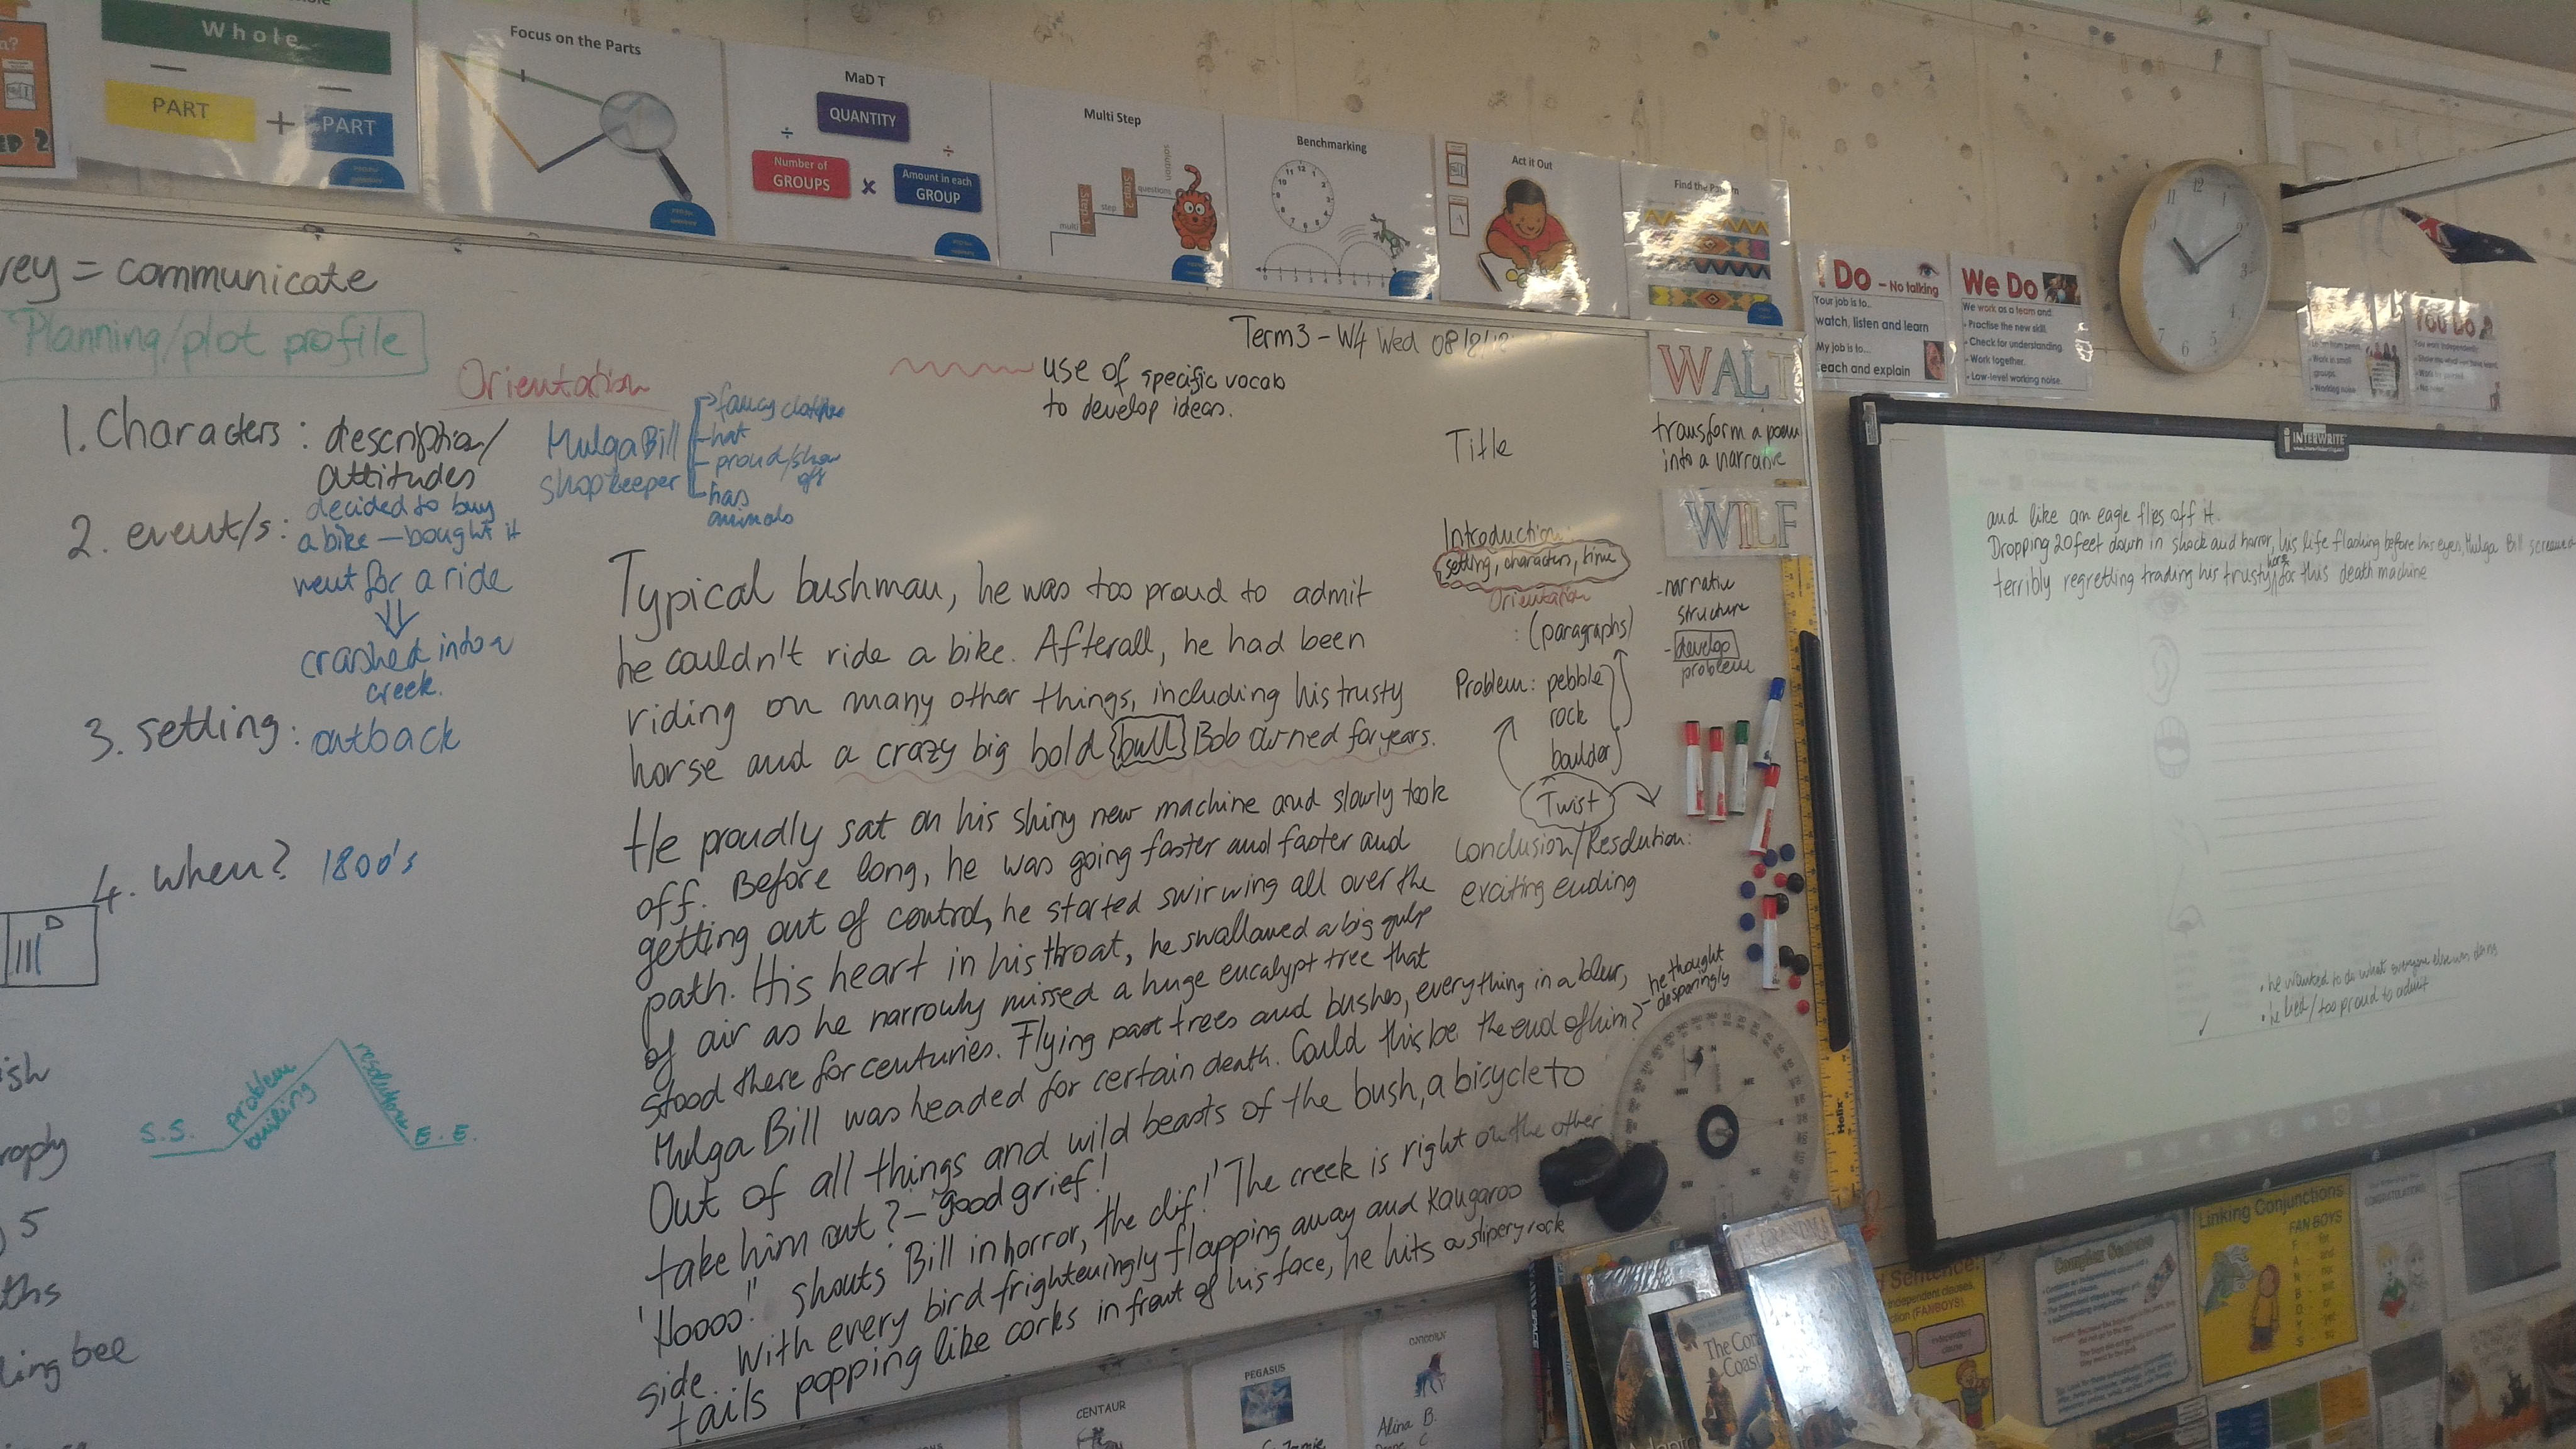 Whole
PART + PART
Focus on the Parts
MaD T
QUANTITY
÷ ÷
Number of GROUPS x Amount in each GROUP
Multi Step
multi
Step 1
step
Step 2
questions
solution
Benchmarking
Act it Out
Find the
I Do – No talking
Your job is to..
watch, listen and learn
My job is to...
teach and explain
We Do
We work as a team and:
Practise the new skill.
Check for understanding.
Work together.
Low-level working noise.
You Do
= communicate
Planning/plot profile
Orientation
1. Characters: description/
attitudes
Mulga Bill
shopkeeper
fancy clothes
- hat
- proud/show
off
has
animals
2. event/s:
decided to buy
a bike – bought it
went for a ride
crashed into a
creek.
3. setting: outback
4. when? 1800's
S.S.
problem
builing
resolution
E. E.
5
bee
Term 3 - W4 Wed 08/8/18
use of specific vocab
to develop ideas.
Typical bushman, he was too proud to admit
he couldn't ride a bike. Afterall, he had been
riding on many other things, including his trusty
horse and a crazy big bold {bull} Bob owned for years.
He proudly sat on his shiny new machine and slowly took
off. Before long, he was going faster and faster and
getting out of control, he started swirwing all over the
path. His heart in his throat, he swallowed a big gulp
of air as he narrowly missed a huge eucalypt tree that
stood there for centuries. Flying past trees and bushes, everything in a blur,
Mulga Bill was headed for certain death. Could this be the end of him? – he thought
desparingly
Out of all things and wild beasts of the bush, a bicycle to
take him out? – good grief!
'Noooo!' shouts Bill in horror, the clif!' The creek is right on the other
side. With every bird frighteningly flapping away and kangaroo
tails popping like corks in front of his face, he hits a slipery rock
Title
Introduction:
setting, characters, time
Orientation
: (paragraphs)
Problem: pebble
rock
boulder
Twist
Conclusion/Resolution:
exciting ending
WALT
transform a poem
into a narrative
WILF
- narrative
structure
- develop
problem
INTERWRITE
and like an eagle flies off it.
Dropping 20 feet down in shock and horror, his life flashing before his eyes, Mulga Bill screamed
terribly regretting trading his trusty horse for this death machine
• he wanted to do what everyone else was doing
• he lied / too proud to admit
Helix
PEGASUS
CENTAUR
UNICORN
Alina B.
GRANDMA
Linking Conjunctions
FAN BOYS
F
A
N
B
O
Y
S
Sentence
(FANBOYS).